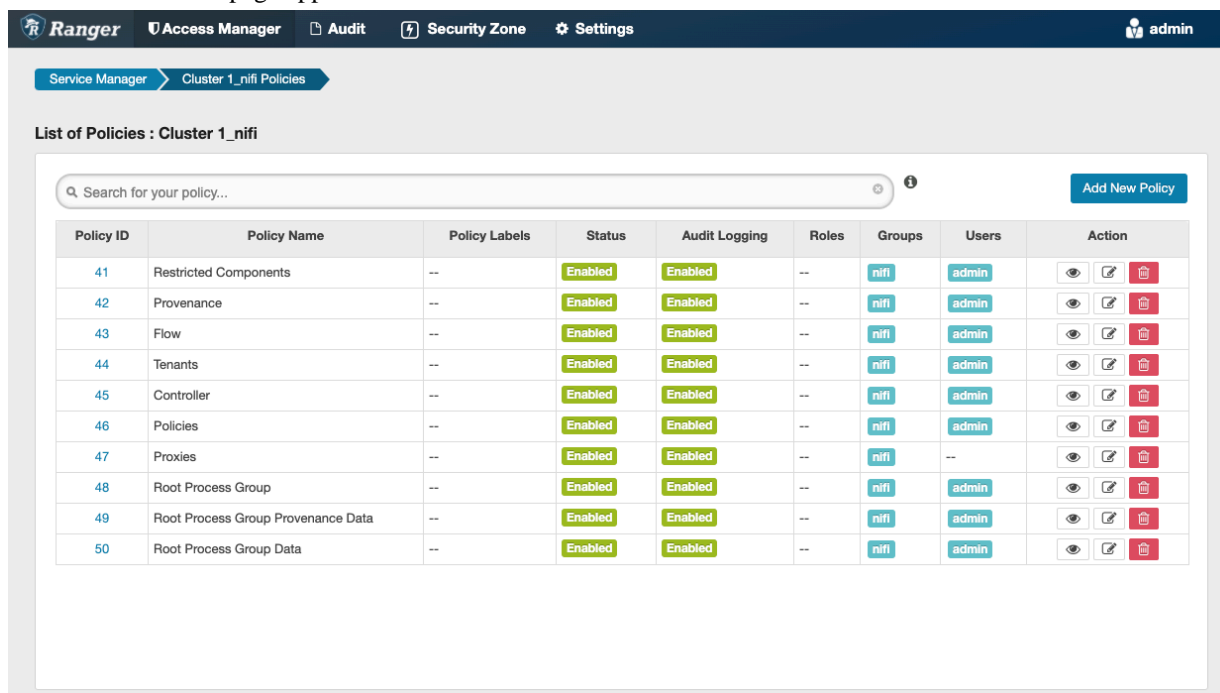 Ranger Access Manager Audit Security Zone Settings admin
Service Manager Cluster 1_nifi Policies
List of Policies : Cluster 1_nifi
Search for your policy... Add New Policy
Policy ID Policy Name Policy Labels Status Audit Logging Roles Groups Users Action
41 Restricted Components -- Enabled Enabled -- nifi admin
42 Provenance -- Enabled Enabled -- nifi admin
43 Flow -- Enabled Enabled -- nifi admin
44 Tenants -- Enabled Enabled -- nifi admin
45 Controller -- Enabled Enabled -- nifi admin
46 Policies -- Enabled Enabled -- nifi admin
47 Proxies -- Enabled Enabled -- nifi --
48 Root Process Group -- Enabled Enabled -- nifi admin
49 Root Process Group Provenance Data -- Enabled Enabled -- nifi admin
50 Root Process Group Data -- Enabled Enabled -- nifi admin